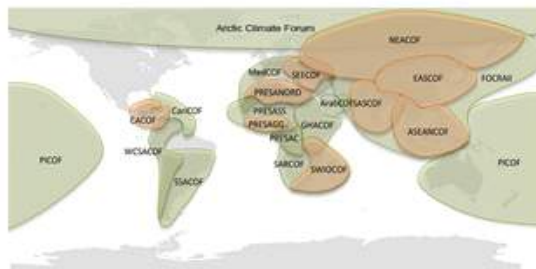 Arctic Climate Forum
NEACOF
MedCOF
SEECOF
EASCOF
FOCRAII
PRESANORD
ArabCOF
SASCOF
CariCOF
CACOF
PRESASS
PRESAGG
GHACOF
ASEANCOF
PRESAC
WCSACOF
PICOF
SARCOF
SWIOCOF
PICOF
SSACOF